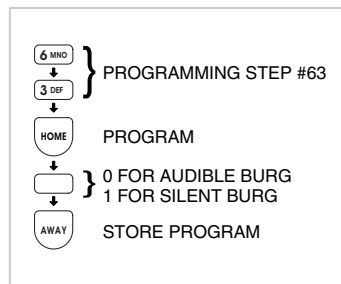 6 MNO
3 DEF
PROGRAMMING STEP #63
HOME
PROGRAM
0 FOR AUDIBLE BURG
1 FOR SILENT BURG
AWAY
STORE PROGRAM